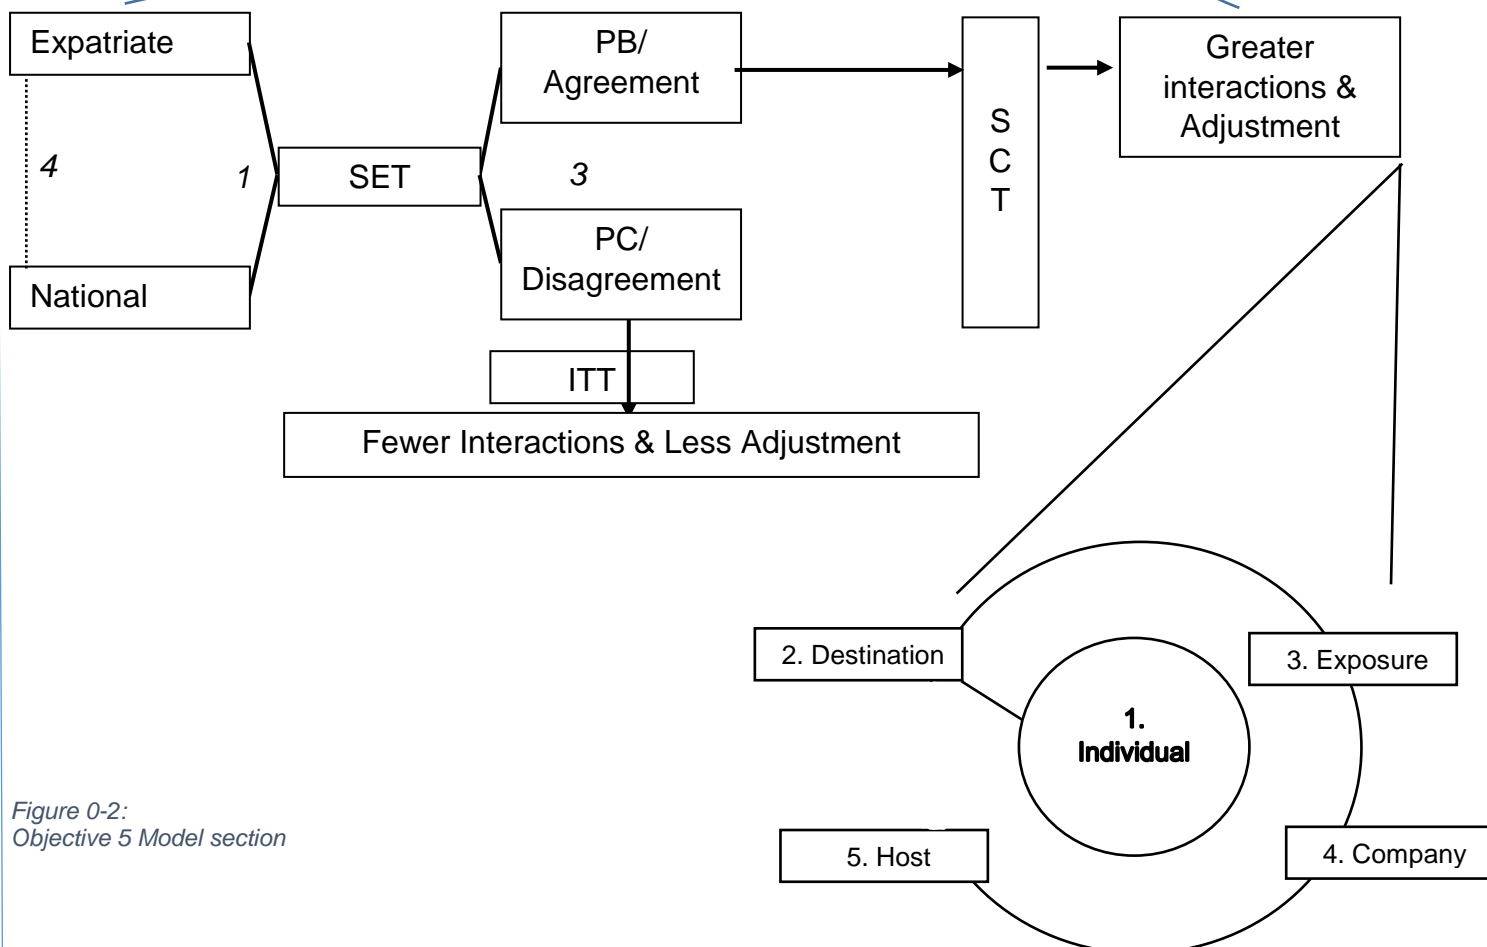 Expatriate
PB/
Agreement
S
C
T
Greater
interactions &
Adjustment
4
1
SET
3
National
PC/
Disagreement
ITT
Fewer Interactions & Less Adjustment
2. Destination
3. Exposure
1.
Individual
5. Host
4. Company
Figure 0-2:
Objective 5 Model section